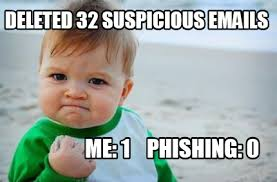 DELETED 32 SUSPICIOUS EMAILS
ME: 1 PHISHING: 0